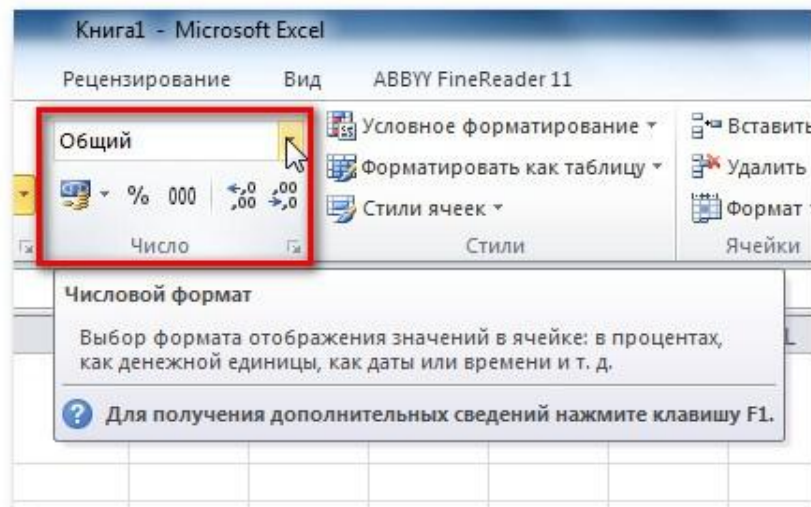 Книга1 - Microsoft Excel
Рецензирование Вид ABBYY FineReader 11
Общий
Условное форматирование
Вставить
Форматировать как таблицу
Удалить
% 000 ,0 ,00 ,00 ,0
Стили ячеек
Формат
Число Стили Ячейки
Числовой формат
Выбор формата отображения значений в ячейке: в процентах,
как денежной единицы, как даты или времени и т. д.
L
Для получения дополнительных сведений нажмите клавишу F1.